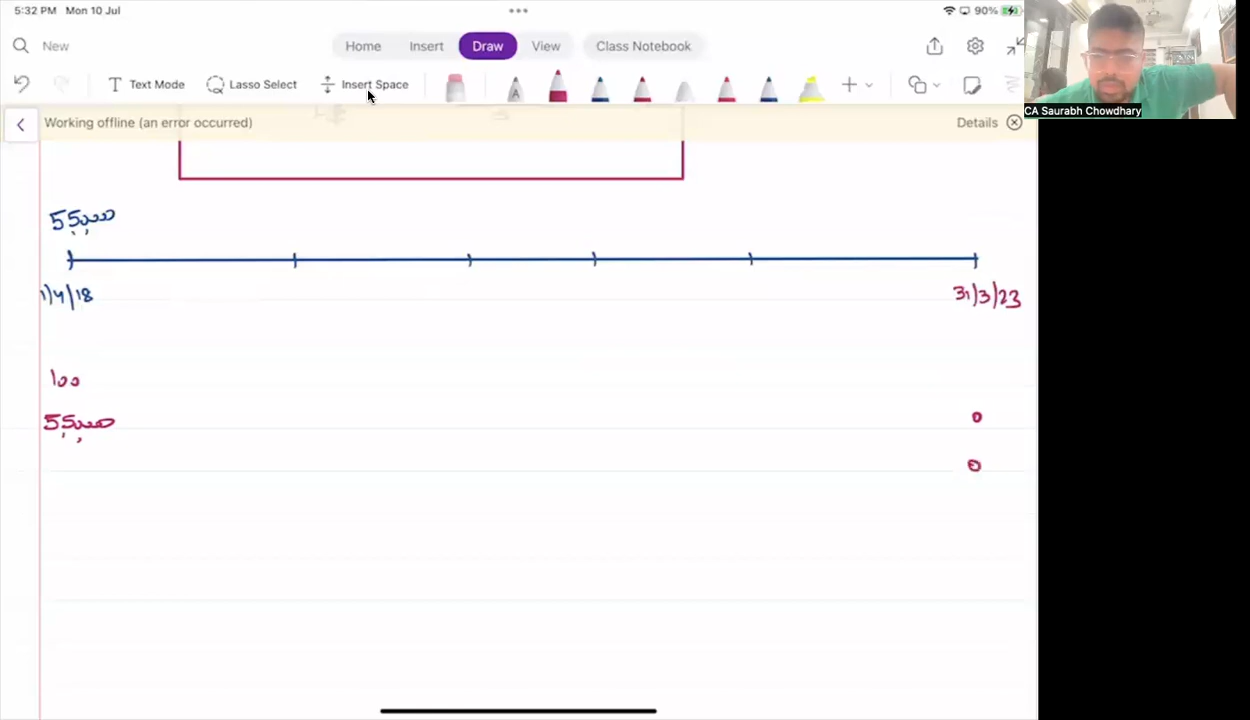 5:32 PM Mon 10 Jul
90%
New
Home Insert Draw View Class Notebook
Text Mode Lasso Select Insert Space
A
CA Saurabh Chowdhary
Working offline (an error occurred) Details
1/4/18
31/3/23
100
0
0